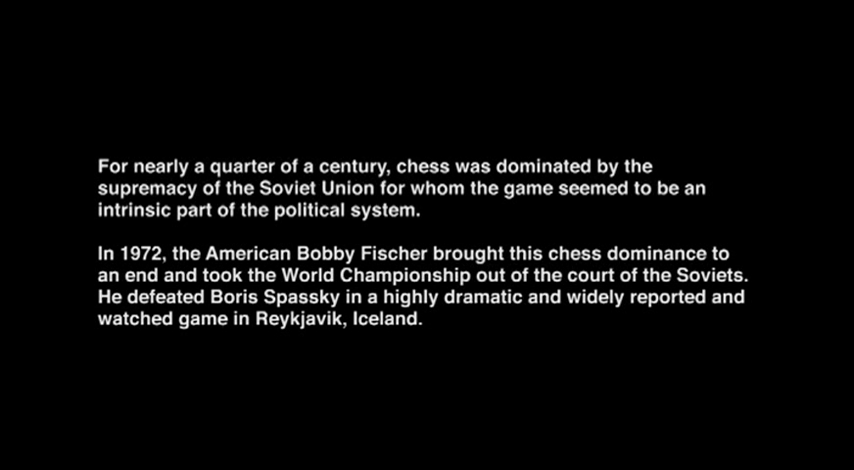 For nearly a quarter of a century, chess was dominated by the
supremacy of the Soviet Union for whom the game seemed to be an
intrinsic part of the political system.
In 1972, the American Bobby Fischer brought this chess dominance to
an end and took the World Championship out of the court of the Soviets.
He defeated Boris Spassky in a highly dramatic and widely reported and
watched game in Reykjavik, Iceland.